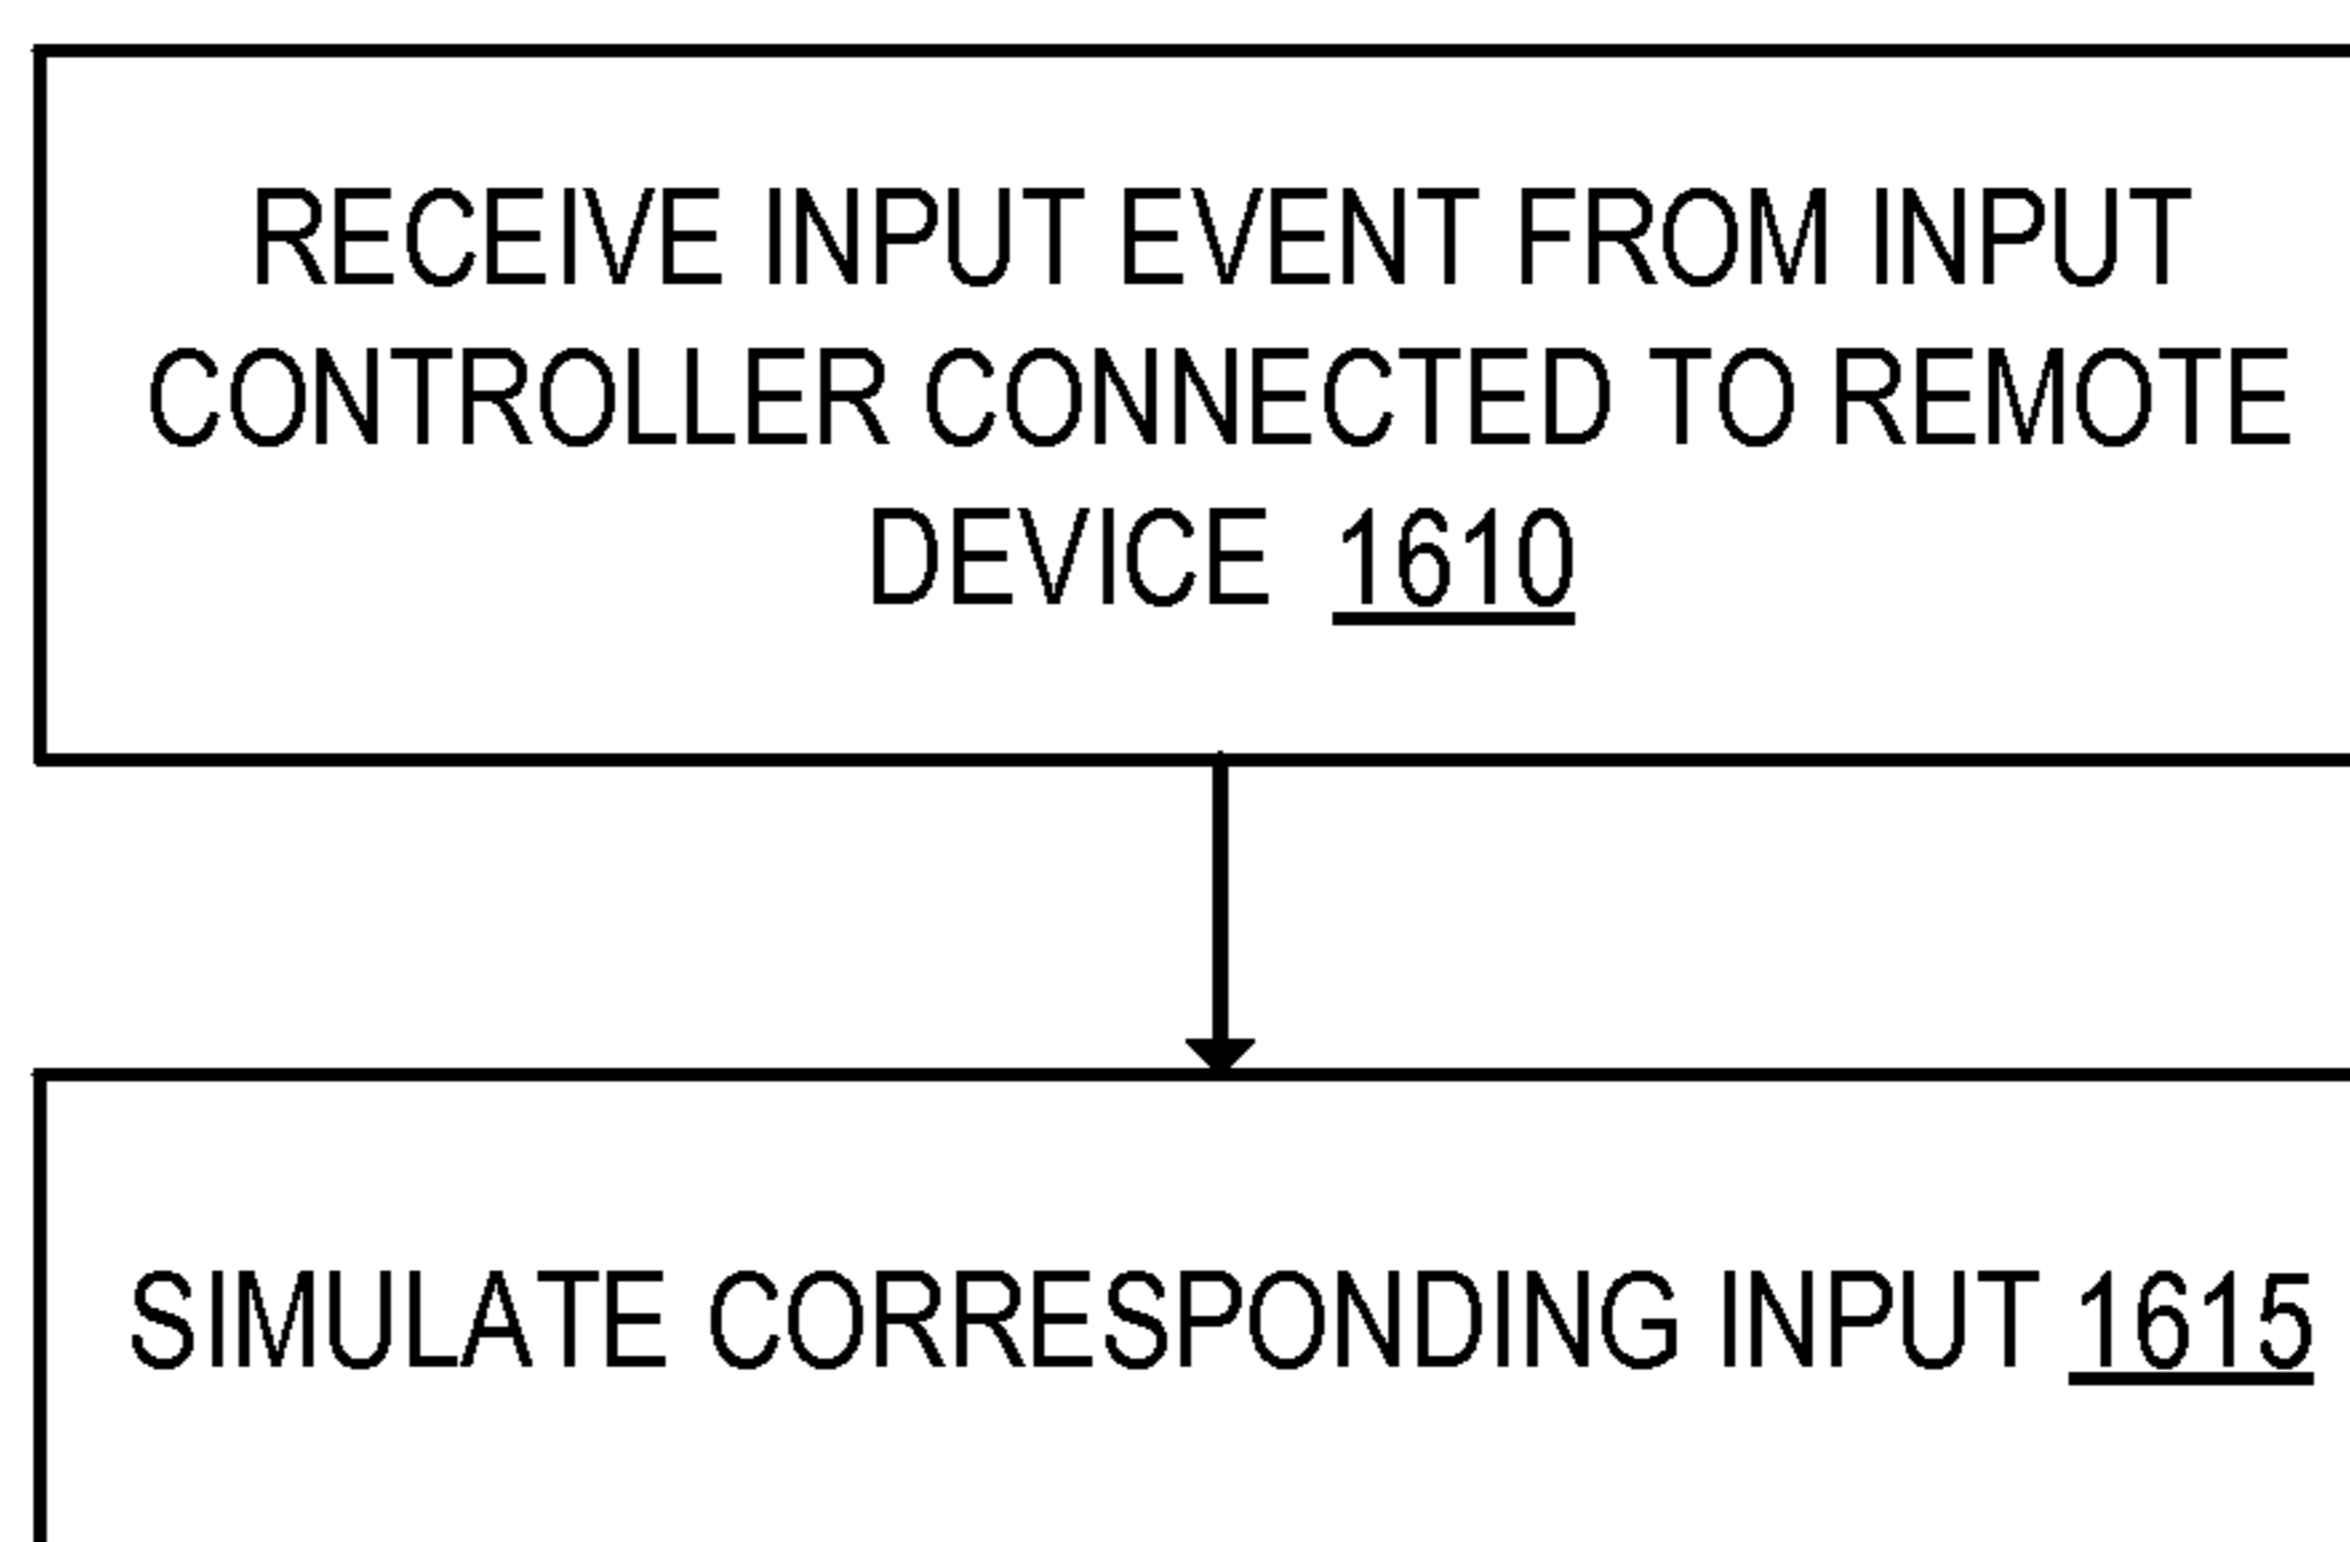 RECEIVE INPUT EVENT FROM INPUT
CONTROLLER CONNECTED TO REMOTE
DEVICE 1610
SIMULATE CORRESPONDING INPUT 1615